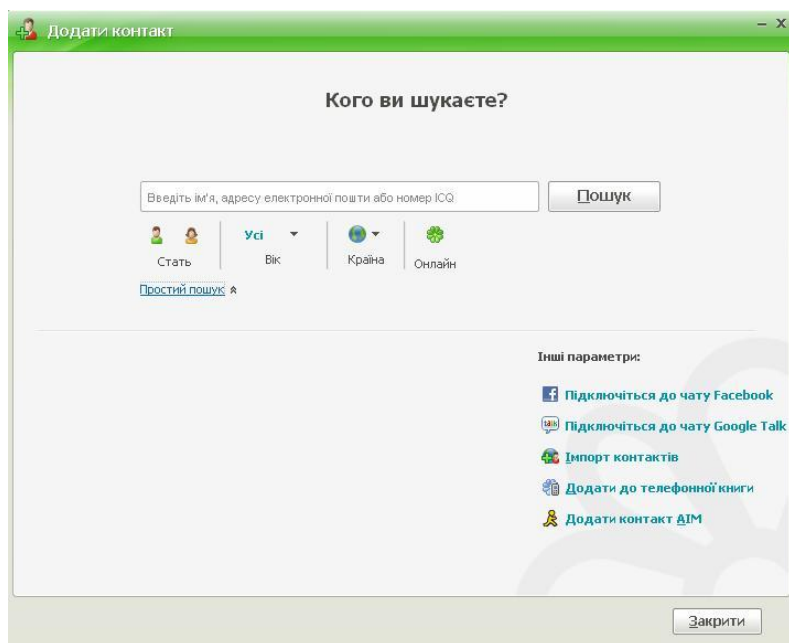 Додати контакт
Кого ви шукаєте?
Введіть ім'я, адресу електронної пошти або номер ICQ
Пошук
Усі
Стать
Вік
Країна
Онлайн
Простий пошук
Інші параметри:
Підключіться до чату Facebook
talk
Підключіться до чату Google Talk
Імпорт контактів
Додати до телефонної книги
Додати контакт AIM
Закрити